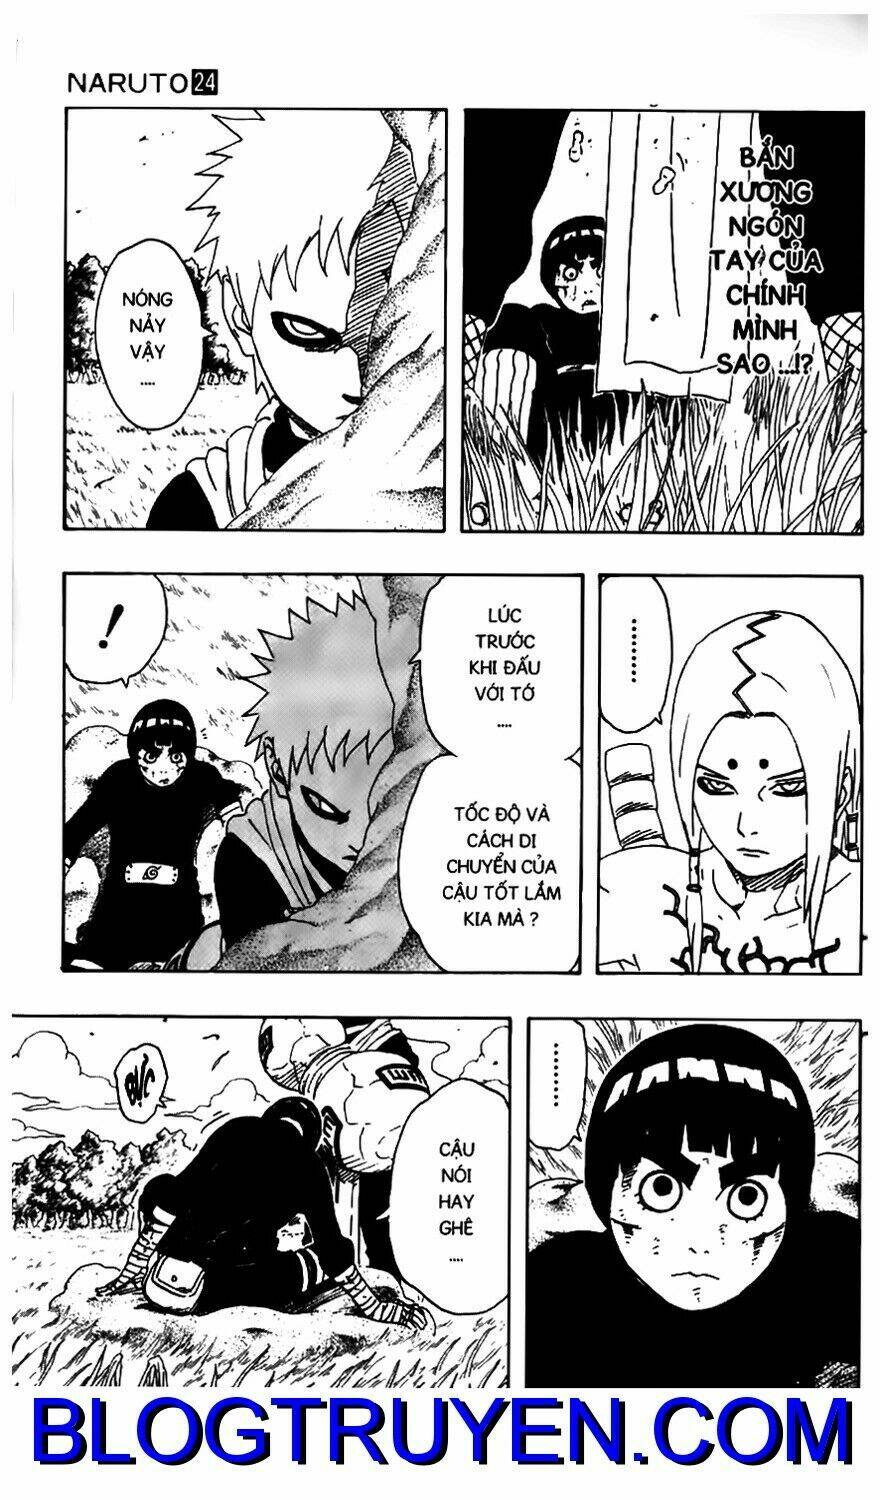 NARUTO 24
BẮN
XƯƠNG
NGÓN
TAY CỦA
CHÍNH
MÌNH
SAO ...!?
NÓNG
NẢY
VẬY
....
.........
LÚC
TRƯỚC
KHI ĐẤU
VỚI TỚ
....
TỐC ĐỘ VÀ
CÁCH DI
CHUYỂN CỦA
CẬU TỐT LẮM
KIA MÀ ?
!
.........
CẬU
NÓI
HAY
GHÊ
....
BỰC
BLOGTRUYEN.COM